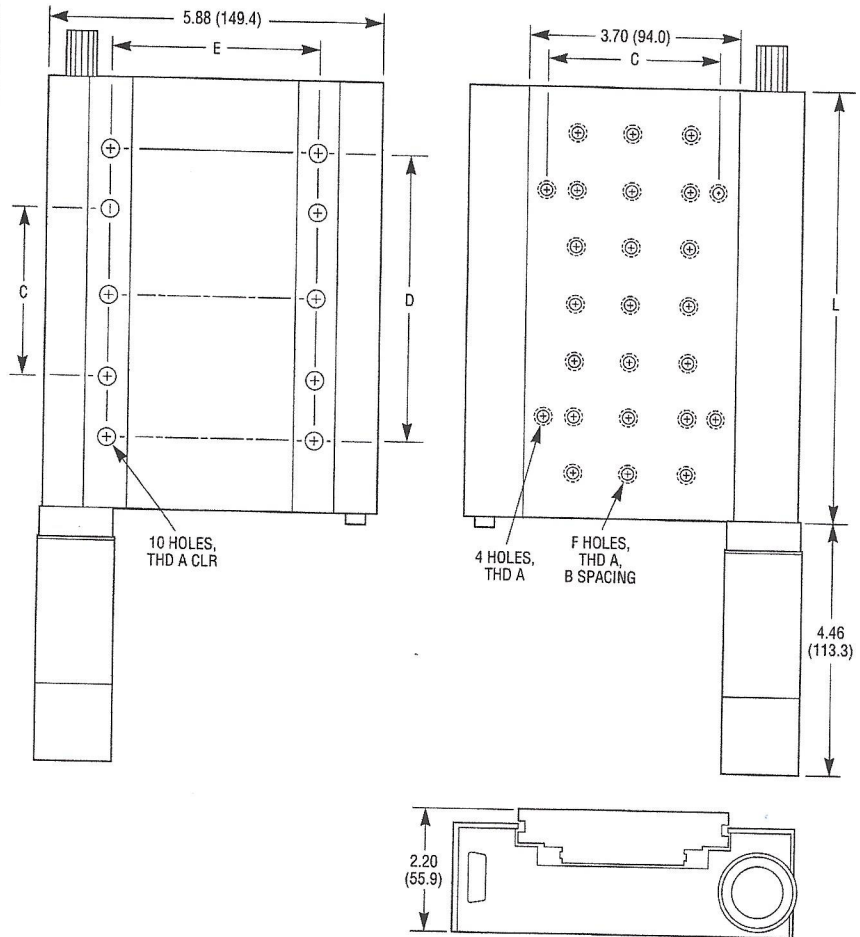 5.88 (149.4)
E
C
D
10 HOLES,
THD A CLR
3.70 (94.0)
C
L
4 HOLES,
THD A
F HOLES,
THD A,
B SPACING
4.46
(113.3)
2.20
(55.9)